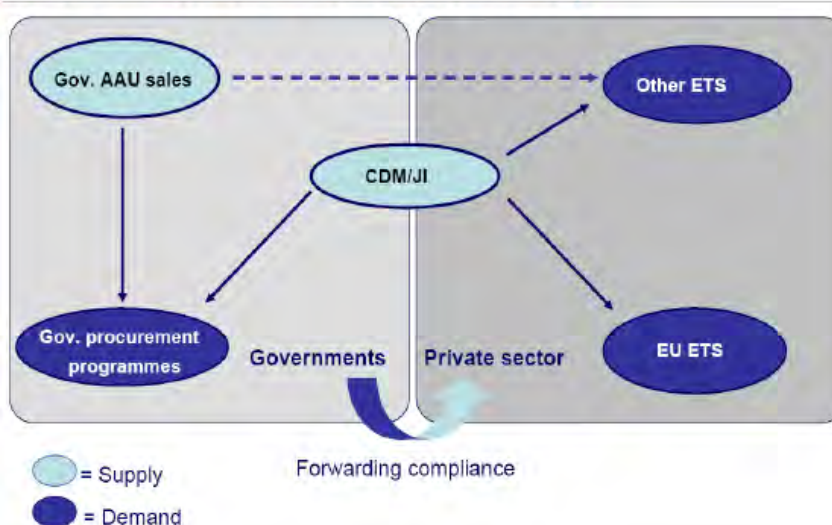 Gov. AAU sales
Other ETS
CDM/JI
Gov. procurement
programmes
Governments
Private sector
EU ETS
Forwarding compliance
= Supply
= Demand